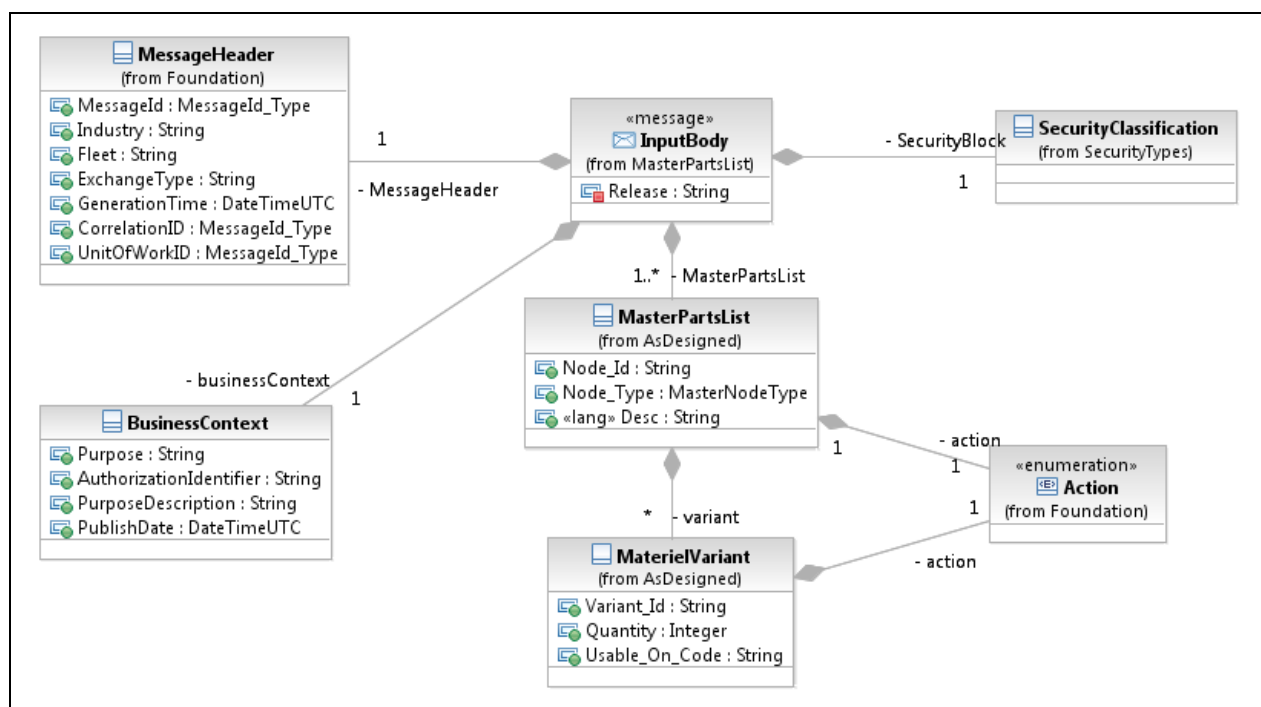 MessageHeader
(from Foundation)
MessageId : MessageId_Type
Industry : String
Fleet : String
ExchangeType : String
GenerationTime : DateTimeUTC
CorrelationID : MessageId_Type
UnitOfWorkID : MessageId_Type
1
- MessageHeader
«message»
InputBody
(from MasterPartsList)
Release : String
- SecurityBlock
1
SecurityClassification
(from SecurityTypes)
1..* - MasterPartsList
MasterPartsList
(from AsDesigned)
Node_Id : String
Node_Type : MasterNodeType
«lang» Desc : String
- businessContext
1
BusinessContext
Purpose : String
AuthorizationIdentifier : String
PurposeDescription : String
PublishDate : DateTimeUTC
1
- action
1
«enumeration»
<E> Action
(from Foundation)
1
- action
* - variant
MaterielVariant
(from AsDesigned)
Variant_Id : String
Quantity : Integer
Usable_On_Code : String